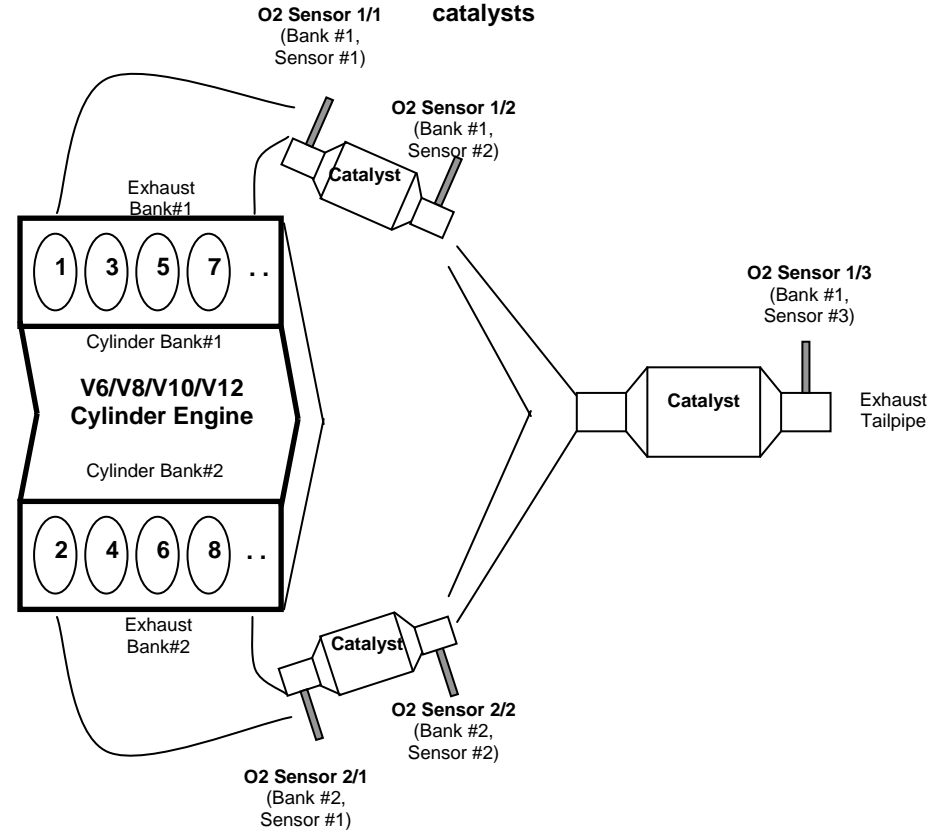 O2 Sensor 1/1
(Bank #1,
Sensor #1)
catalysts
O2 Sensor 1/2
(Bank #1,
Sensor #2)
Catalyst
Exhaust
Bank#1
1 3 5 7 . .
Cylinder Bank#1
V6/V8/V10/V12
Cylinder Engine
Cylinder Bank#2
2 4 6 8 . .
Exhaust
Bank#2
O2 Sensor 1/3
(Bank #1,
Sensor #3)
Catalyst
Exhaust
Tailpipe
Catalyst
O2 Sensor 2/2
(Bank #2,
Sensor #2)
O2 Sensor 2/1
(Bank #2,
Sensor #1)